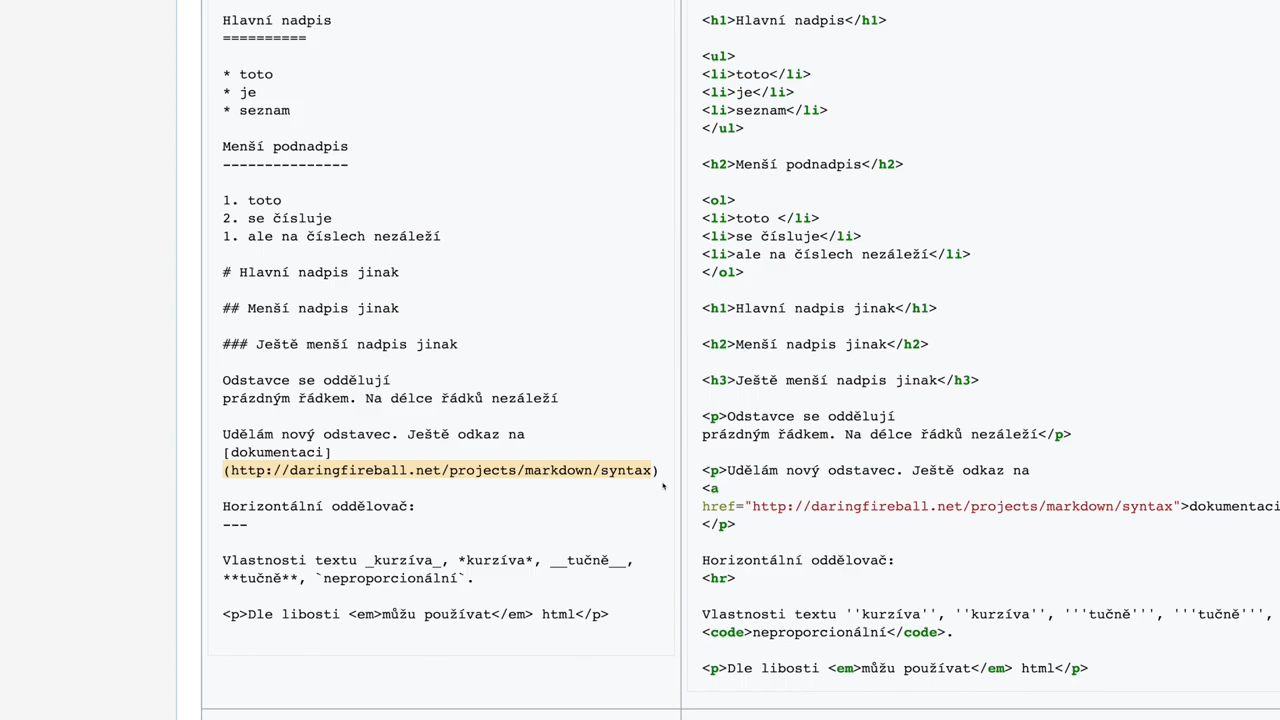 Hlavní nadpis
==========
* toto
* je
* seznam
Menší podnadpis
---------------
1. toto
2. se čísluje
1. ale na číslech nezáleží
# Hlavní nadpis jinak
## Menší nadpis jinak
### Ještě menší nadpis jinak
Odstavce se oddělují
prázdným řádkem. Na délce řádků nezáleží
Udělám nový odstavec. Ještě odkaz na
[dokumentaci]
(http://daringfireball.net/projects/markdown/syntax)
Horizontální oddělovač:
---
Vlastnosti textu _kurzíva_, *kurzíva*, __tučně__,
**tučně**, `neproporcionální`.
<p>Dle libosti <em>můžu používat</em> html</p>
<h1>Hlavní nadpis</h1>
<ul>
<li>toto</li>
<li>je</li>
<li>seznam</li>
</ul>
<h2>Menší podnadpis</h2>
<ol>
<li>toto </li>
<li>se čísluje</li>
<li>ale na číslech nezáleží</li>
</ol>
<h1>Hlavní nadpis jinak</h1>
<h2>Menší nadpis jinak</h2>
<h3>Ještě menší nadpis jinak</h3>
<p>Odstavce se oddělují
prázdným řádkem. Na délce řádků nezáleží</p>
<p>Udělám nový odstavec. Ještě odkaz na
<a
href="http://daringfireball.net/projects/markdown/syntax">dokumentaci
</p>
Horizontální oddělovač:
<hr>
Vlastnosti textu ''kurzíva'', ''kurzíva'', '''tučně''', '''tučně''',
<code>neproporcionální</code>.
<p>Dle libosti <em>můžu používat</em> html</p>